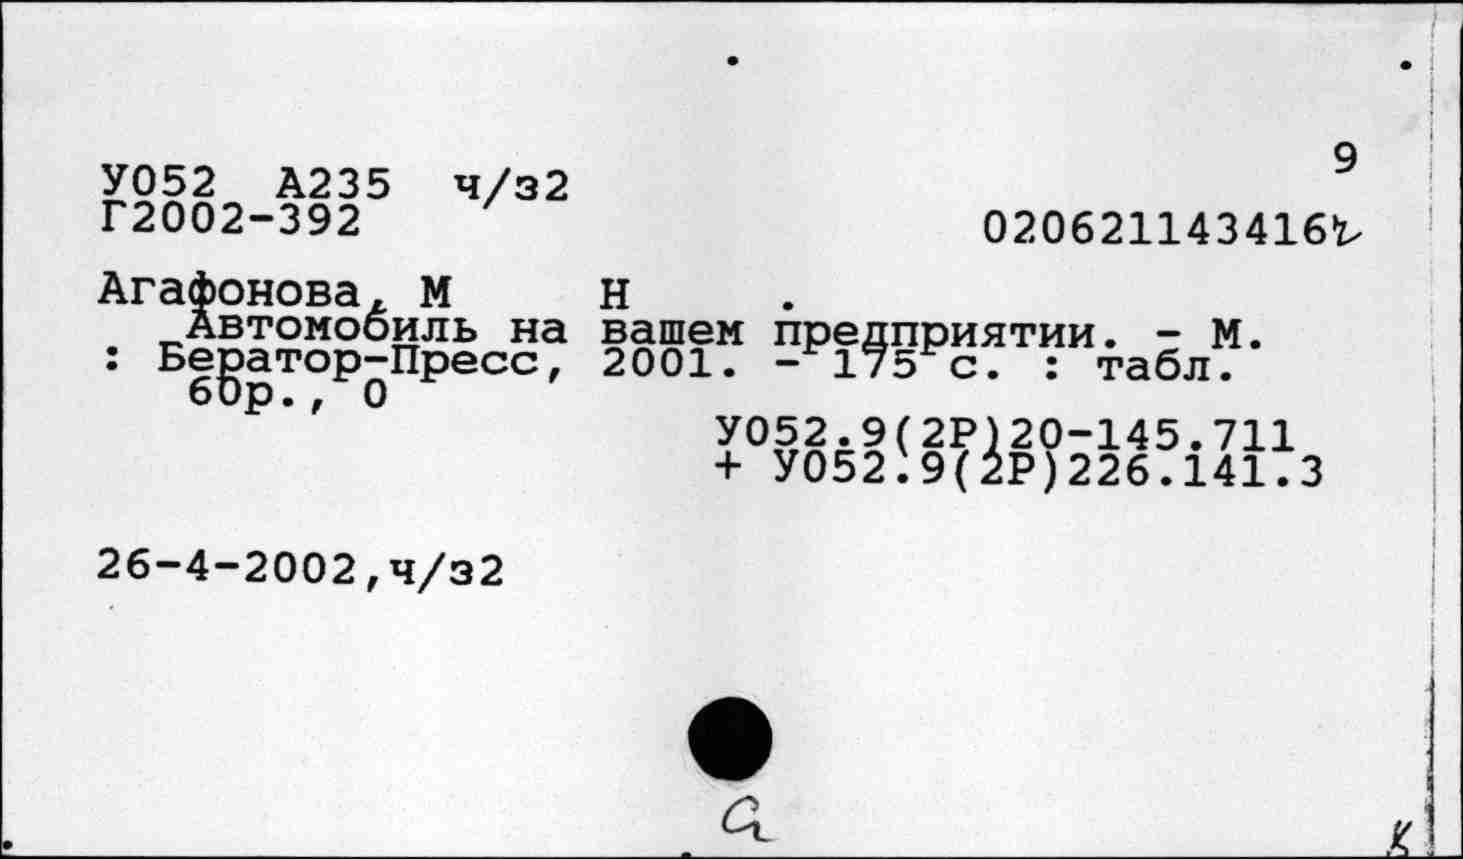 9
У052 А235 ч/з2
Г2002-392
020621143416
Агафонова, М Н .
Автомобиль на вашем предприятии. - М.
: Бератор-Пресс, 2001. - 175 с. : табл.
60р., 0
У052.9(2Р)20-145.711
+ У052.9(2Р)226.141.3
26-4-2002,ч/з2